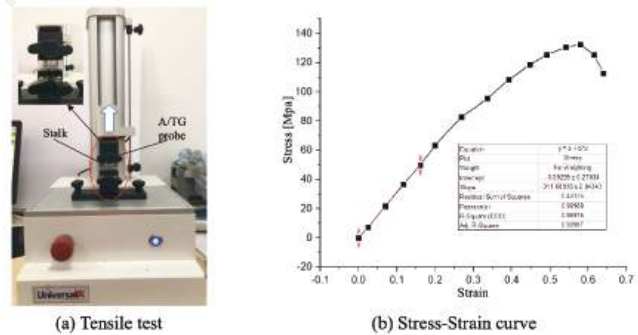 A/TG
probe
Stalk
UniversalTA
(a) Tensile test
Stress [Mpa]
140
120
100
80
60
40
20
0
-20
Equation
Plot
Stress
Weight
No Weighting
Intercept
Slope
Residual Sum of Squares
Pearson's r
R-Square (COD)
Adj. R-Square
-0.1
0.0
0.1
0.2
0.3
0.4
0.5
0.6
0.7
Strain
(b) Stress-Strain curve